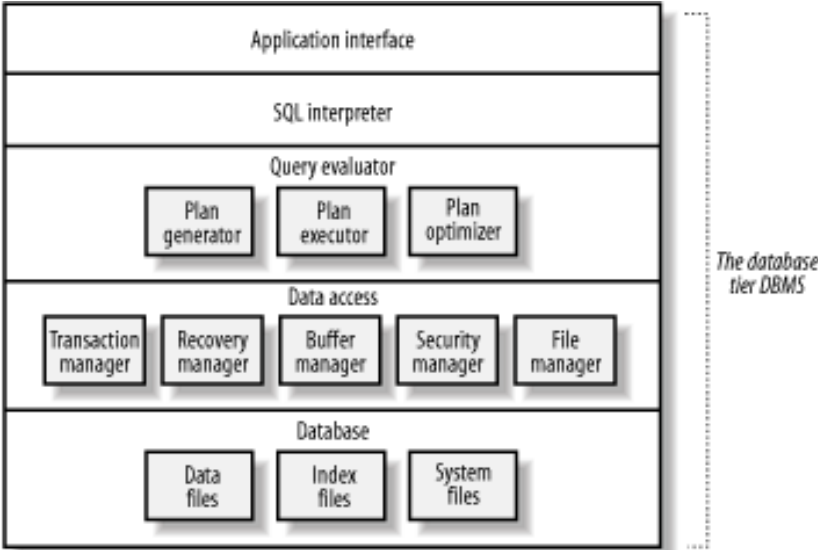 Application interface
SQL interpreter
Query evaluator
Plan
generator
Plan
executor
Plan
optimizer
The database
tier DBMS
Data access
Transaction
manager
Recovery
manager
Buffer
manager
Security
manager
File
manager
Database
Data
files
Index
files
System
files